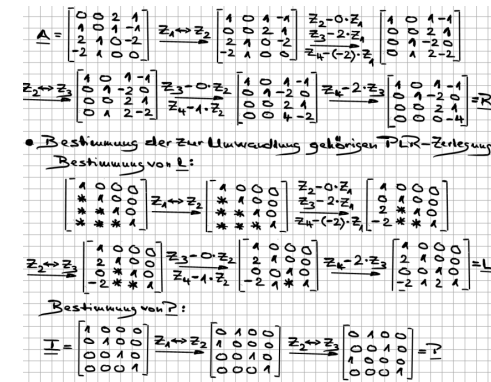 A = [0 0 2 1; 1 0 1 -1; 2 1 0 -2; -2 1 0 0] Z₁↔Z₂ [1 0 1 -1; 0 0 2 1; 2 1 0 -2; -2 1 0 0] Z₂-0·Z₁ Z₃-2·Z₁ Z₄-(-2)·Z₁ [1 0 1 -1; 0 0 2 1; 0 1 -2 0; 0 1 2 -2]
Z₂↔Z₃ [1 0 1 -1; 0 1 -2 0; 0 0 2 1; 0 1 2 -2] Z₃-0·Z₂ Z₄-1·Z₂ [1 0 1 -1; 0 1 -2 0; 0 0 2 1; 0 0 4 -2] Z₄-2·Z₃ [1 0 1 -1; 0 1 -2 0; 0 0 2 1; 0 0 0 -4] = R
• Bestimmung der zur Umwandlung gehörigen PLR-Zerlegung
Bestimmung von L:
[1 0 0 0; * 1 0 0; * * 1 0; * * * 1] Z₁↔Z₂ [1 0 0 0; * 1 0 0; * * 1 0; * * * 1] Z₂-0·Z₁ Z₃-2·Z₁ Z₄-(-2)·Z₁ [1 0 0 0; 0 1 0 0; 2 * 1 0; -2 * * 1]
Z₂↔Z₃ [1 0 0 0; 2 1 0 0; 0 * 1 0; -2 * * 1] Z₃-0·Z₂ Z₄-1·Z₂ [1 0 0 0; 2 1 0 0; 0 0 1 0; -2 1 * 1] Z₄-2·Z₃ [1 0 0 0; 2 1 0 0; 0 0 1 0; -2 1 2 1] = L
Bestimmung von P:
I = [1 0 0 0; 0 1 0 0; 0 0 1 0; 0 0 0 1] Z₁↔Z₂ [0 1 0 0; 1 0 0 0; 0 0 1 0; 0 0 0 1] Z₂↔Z₃ [0 1 0 0; 0 0 1 0; 1 0 0 0; 0 0 0 1] = P